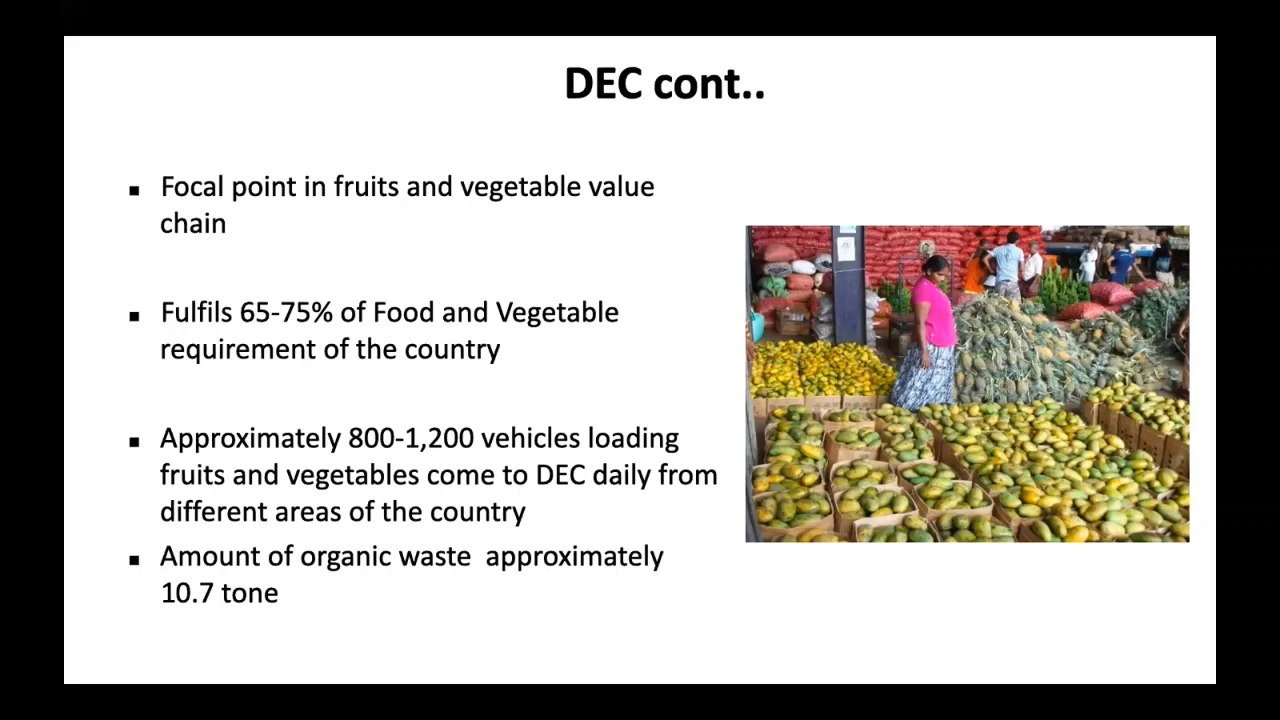 DEC cont..
▪ Focal point in fruits and vegetable value
chain
▪ Fulfils 65-75% of Food and Vegetable
requirement of the country
▪ Approximately 800-1,200 vehicles loading
fruits and vegetables come to DEC daily from
different areas of the country
▪ Amount of organic waste  approximately
10.7 tone